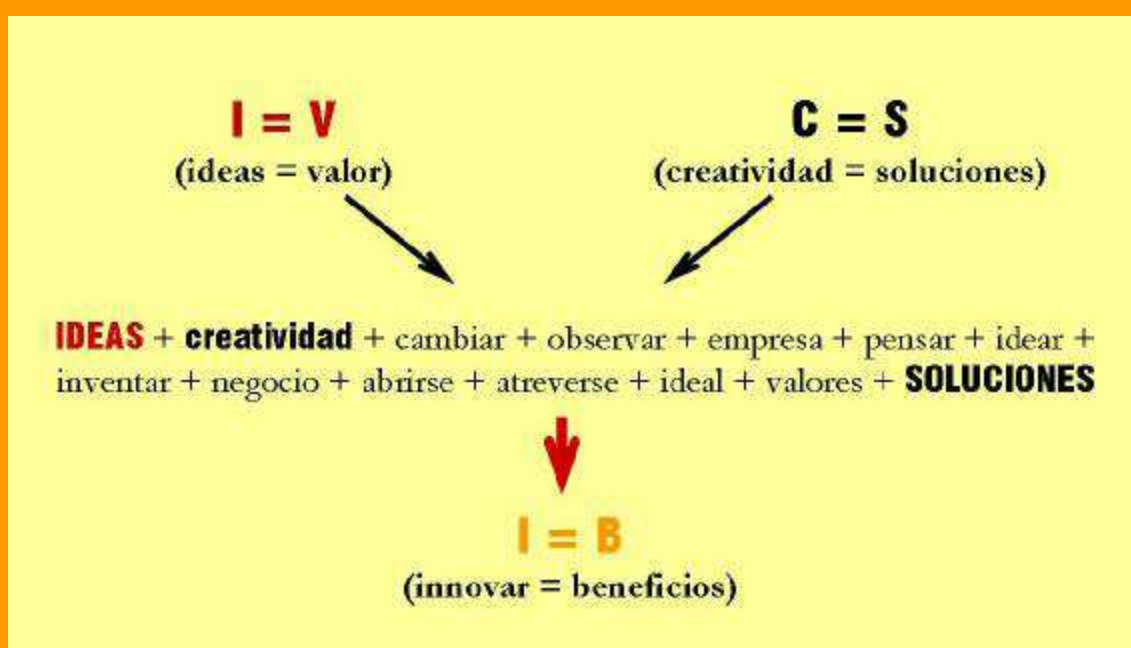 I = V
(ideas = valor)
C = S
(creatividad = soluciones)
IDEAS + creatividad + cambiar + observar + empresa + pensar + idear +
inventar + negocio + abrirse + atreverse + ideal + valores + SOLUCIONES
I = B
(innovar = beneficios)